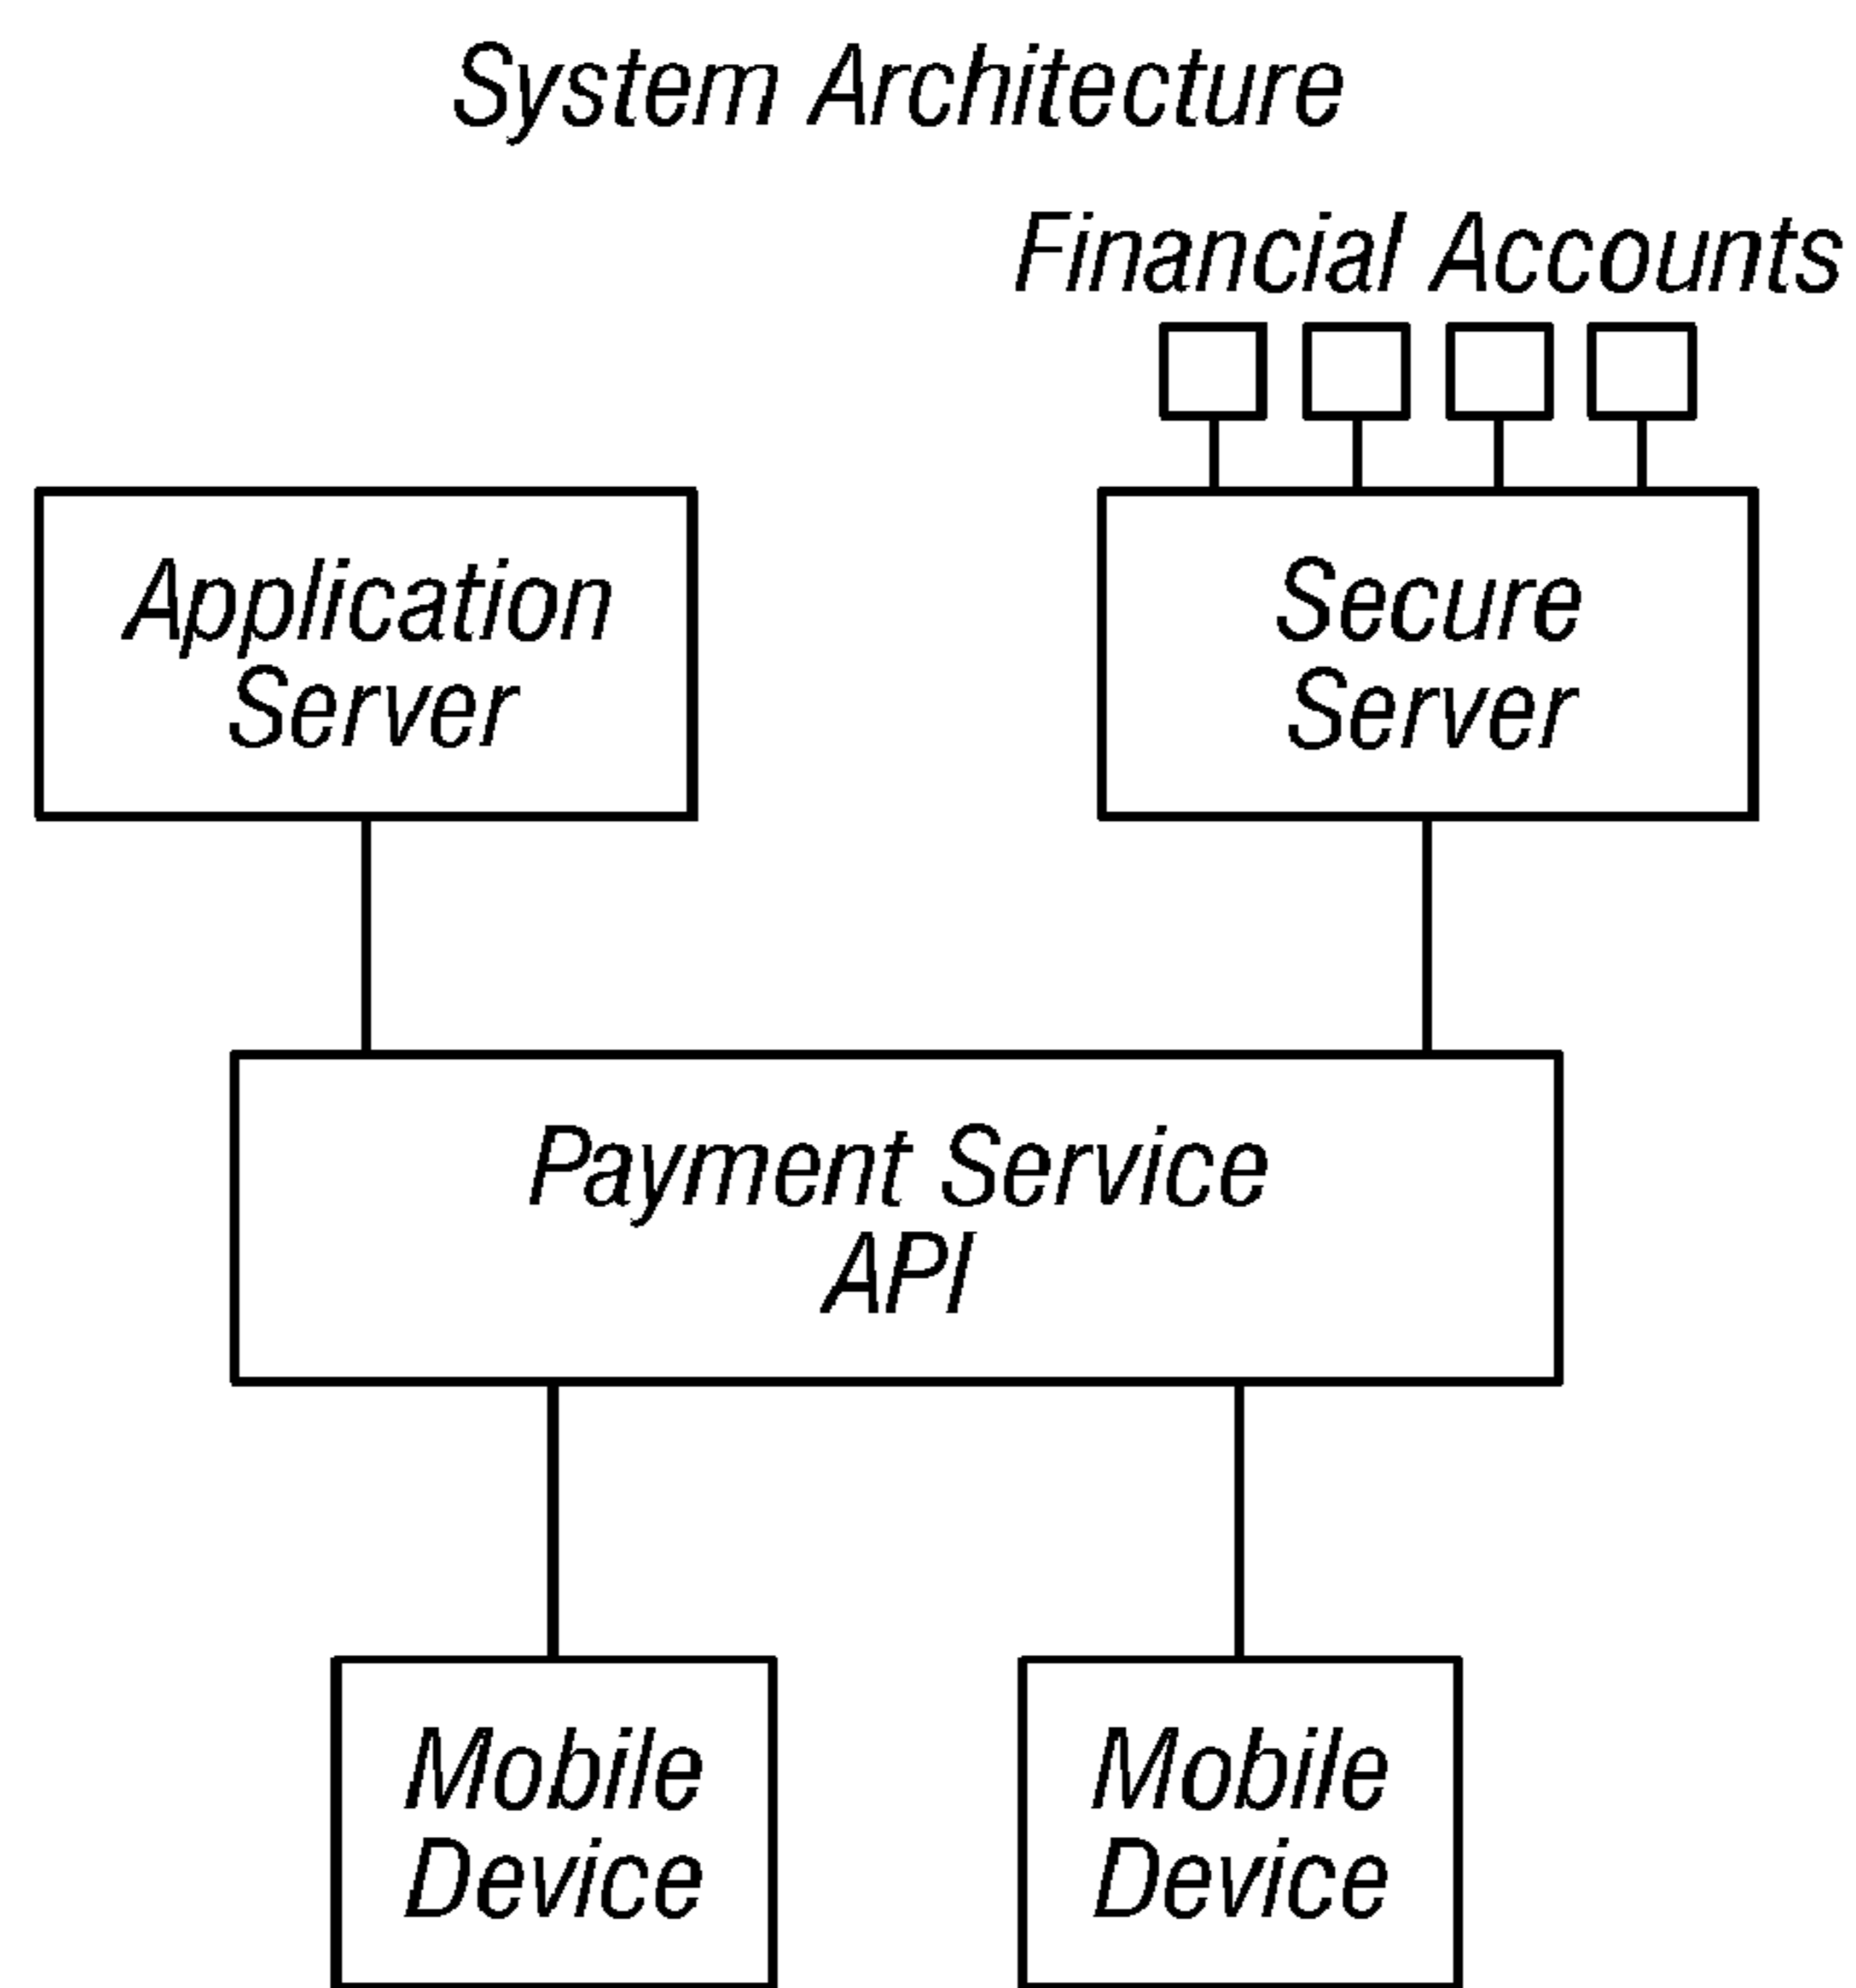 System Architecture
Financial Accounts
Application
Server
Secure
Server
Payment Service
API
Mobile
Device
Mobile
Device